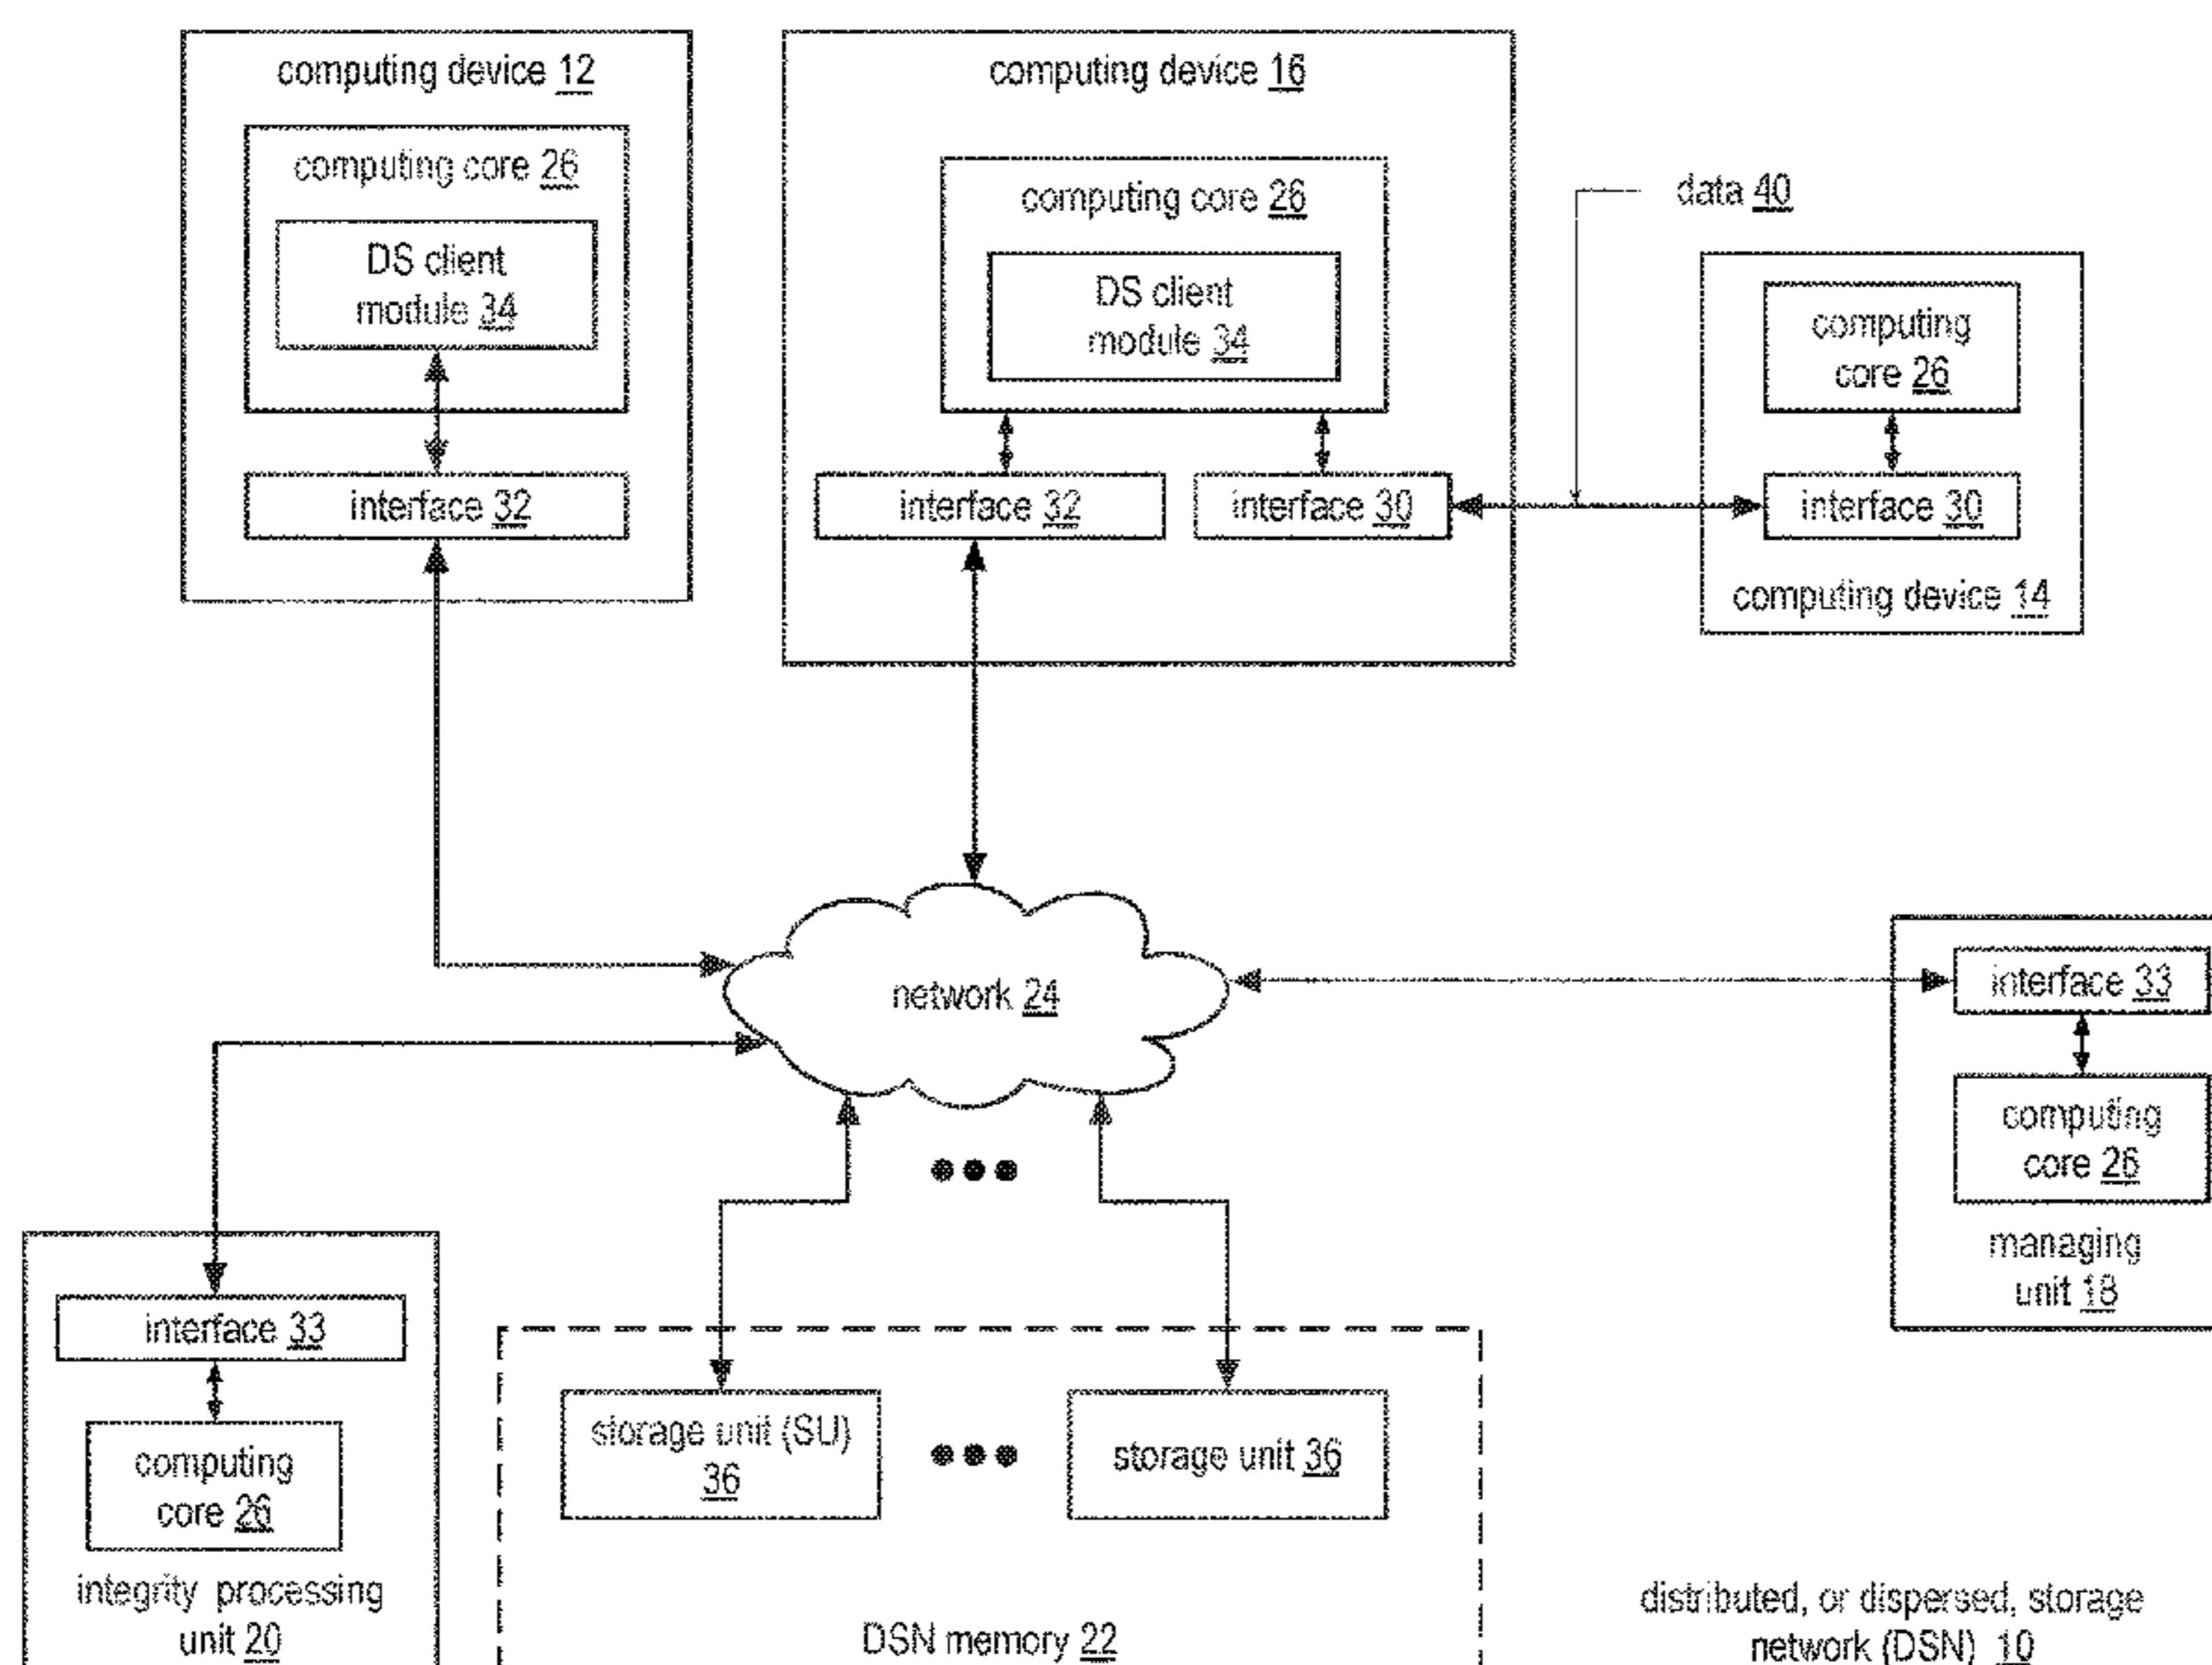 computing device 12
computing core 26
DS client
module 34
interface 32
computing device 16
computing core 26
DS client
module 34
interface 32
interface 30
data 40
computing
core 26
interface 30
computing device 14
network 24
interface 33
computing
core 26
managing
unit 18
interface 33
computing
core 26
integrity processing
unit 20
storage unit (SU)
36
storage unit 36
DSN memory 22
distributed, or dispersed, storage
network (DSN) 10